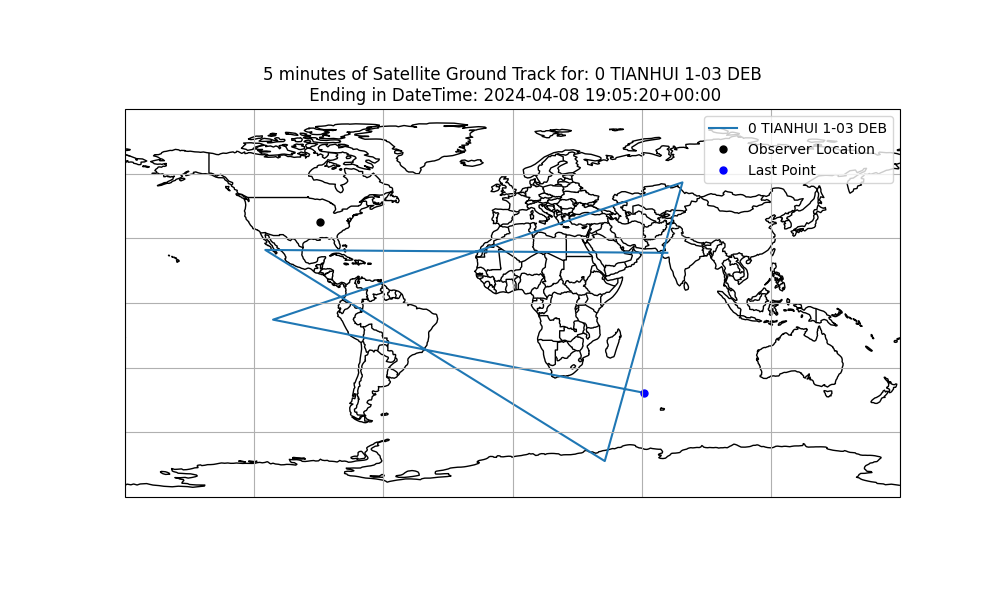 5 minutes of Satellite Ground Track for: 0 TIANHUI 1-03 DEB
Ending in DateTime: 2024-04-08 19:05:20+00:00
0 TIANHUI 1-03 DEB
Observer Location
Last Point